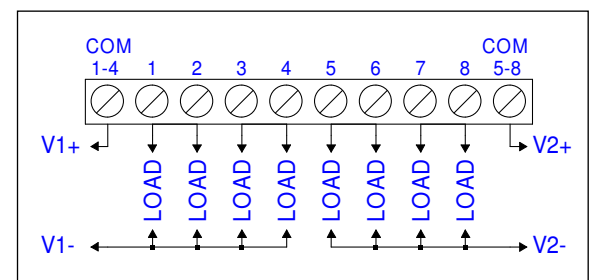 COM COM
1-4 1 2 3 4 5 6 7 8 5-8
V1+ V2+
LOAD LOAD LOAD LOAD LOAD LOAD LOAD LOAD
V1- V2-